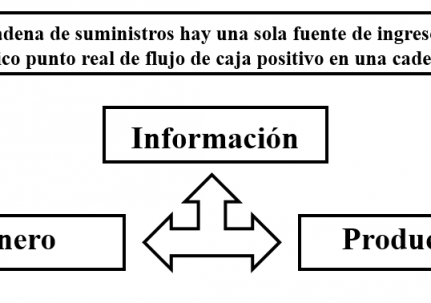 adena de suministros hay una sola fuente de ingreso
ico punto real de flujo de caja positivo en una cade
Información
nero
Produc